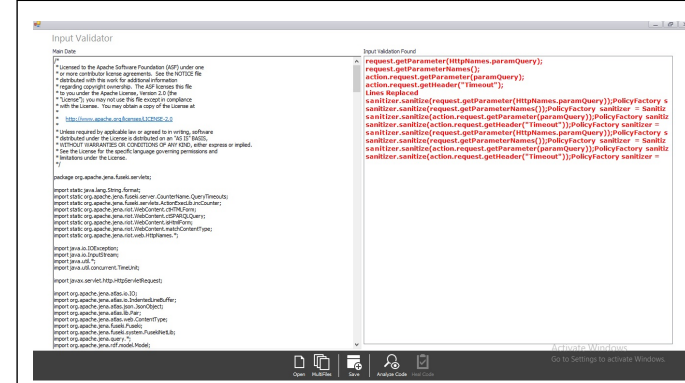 Input Validator
Main Date
/*
* Licensed to the Apache Software Foundation (ASF) under one
* or more contributor license agreements. See the NOTICE file
* distributed with this work for additional information
* regarding copyright ownership. The ASF licenses this file
* to you under the Apache License, Version 2.0 (the
* "License"); you may not use this file except in compliance
* with the License. You may obtain a copy of the License at
*
* http://www.apache.org/licenses/LICENSE-2.0
*
* Unless required by applicable law or agreed to in writing, software
* distributed under the License is distributed on an "AS IS" BASIS,
* WITHOUT WARRANTIES OR CONDITIONS OF ANY KIND, either express or implied.
* See the License for the specific language governing permissions and
* limitations under the License.
*/
package org.apache.jena.fuseki.servlets;
import static java.lang.String.format;
import static org.apache.jena.fuseki.server.CounterName.QueryTimeouts;
import static org.apache.jena.fuseki.servlets.ActionExecLib.incCounter;
import static org.apache.jena.riot.WebContent.ctHTMLForm;
import static org.apache.jena.riot.WebContent.ctSPARQLQuery;
import static org.apache.jena.riot.WebContent.isHtmlForm;
import static org.apache.jena.riot.WebContent.matchContentType;
import static org.apache.jena.riot.web.HttpNames.*;
import java.io.IOException;
import java.io.InputStream;
import java.util.*;
import java.util.concurrent.TimeUnit;
import javax.servlet.http.HttpServletRequest;
import org.apache.jena.atlas.io.IO;
import org.apache.jena.atlas.io.IndentedLineBuffer;
import org.apache.jena.atlas.json.JsonObject;
import org.apache.jena.atlas.lib.Pair;
import org.apache.jena.atlas.web.ContentType;
import org.apache.jena.fuseki.Fuseki;
import org.apache.jena.fuseki.system.FusekiNetLib;
import org.apache.jena.query.*;
import org.apache.jena.rdf.model.Model;
Input Validation Found
request.getParameter(HttpNames.paramQuery);
request.getParameterNames();
action.request.getParameter(paramQuery);
action.request.getHeader("Timeout");
Lines Replaced
sanitizer.sanitize(request.getParameter(HttpNames.paramQuery));PolicyFactory s
sanitizer.sanitize(request.getParameterNames());PolicyFactory sanitizer = Sanitiz
sanitizer.sanitize(action.request.getParameter(paramQuery));PolicyFactory sanitiz
sanitizer.sanitize(action.request.getHeader("Timeout"));PolicyFactory sanitizer =
sanitizer.sanitize(request.getParameter(HttpNames.paramQuery));PolicyFactory s
sanitizer.sanitize(request.getParameterNames());PolicyFactory sanitizer = Sanitiz
sanitizer.sanitize(action.request.getParameter(paramQuery));PolicyFactory sanitiz
sanitizer.sanitize(action.request.getHeader("Timeout"));PolicyFactory sanitizer =
Activate Windows
Go to Settings to activate Windows.
Open MultiFiles Save Analyze Code Heal Code